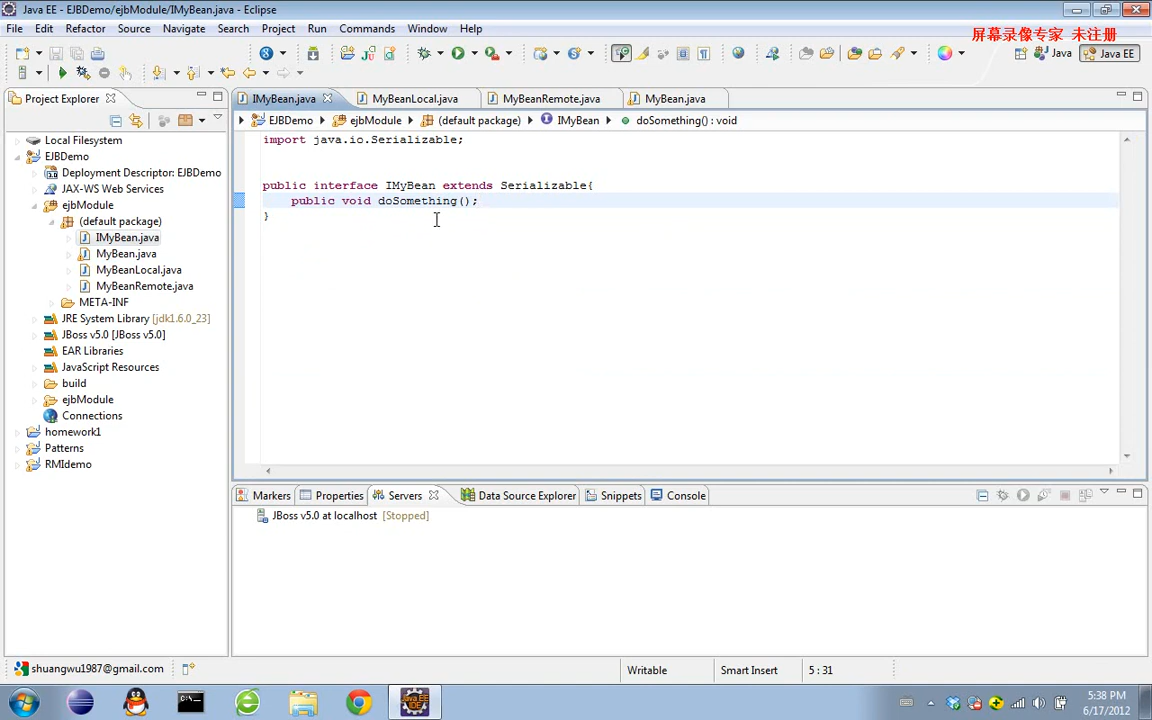 Java EE - EJBDemo/ejbModule/IMyBean.java - Eclipse
File Edit Refactor Source Navigate Search Project Run Commands Window Help
屏幕录像专家 未注册
Java Java EE
Project Explorer
IMyBean.java MyBeanLocal.java MyBeanRemote.java MyBean.java
EJBDemo ejbModule (default package) IMyBean doSomething() : void
Local Filesystem
EJBDemo
Deployment Descriptor: EJBDemo
JAX-WS Web Services
ejbModule
(default package)
IMyBean.java
MyBean.java
MyBeanLocal.java
MyBeanRemote.java
META-INF
JRE System Library [jdk1.6.0_23]
JBoss v5.0 [JBoss v5.0]
EAR Libraries
JavaScript Resources
build
ejbModule
Connections
homework1
Patterns
RMIdemo
import java.io.Serializable;
public interface IMyBean extends Serializable{
public void doSomething();
}
Markers Properties Servers Data Source Explorer Snippets Console
JBoss v5.0 at localhost [Stopped]
shuangwu1987@gmail.com Writable Smart Insert 5 : 31
5:38 PM
6/17/2012